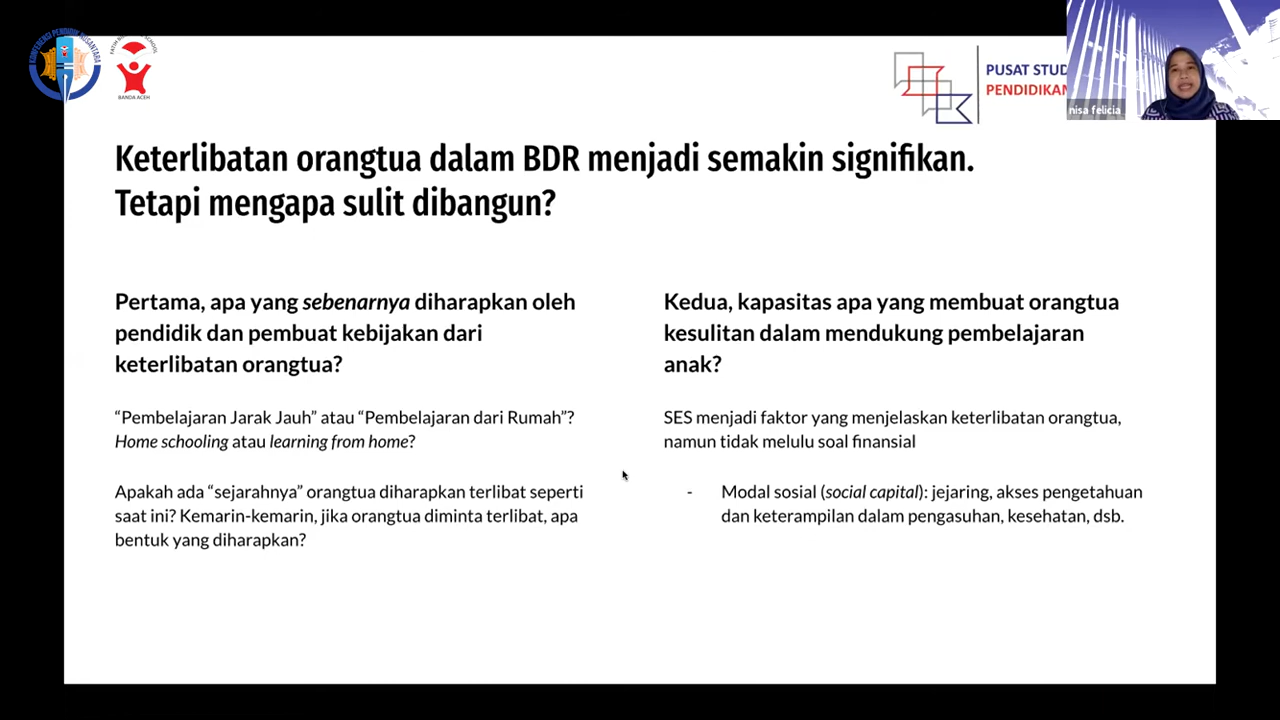 KONFERENSI PENDIDIK NUSANTARA
BANDA ACEH
PUSAT STUD
PENDIDIKAN
nisa felicia
Keterlibatan orangtua dalam BDR menjadi semakin signifikan.
Tetapi mengapa sulit dibangun?
Pertama, apa yang sebenarnya diharapkan oleh
pendidik dan pembuat kebijakan dari
keterlibatan orangtua?
“Pembelajaran Jarak Jauh” atau “Pembelajaran dari Rumah”?
Home schooling atau learning from home?
Apakah ada “sejarahnya” orangtua diharapkan terlibat seperti
saat ini? Kemarin-kemarin, jika orangtua diminta terlibat, apa
bentuk yang diharapkan?
Kedua, kapasitas apa yang membuat orangtua
kesulitan dalam mendukung pembelajaran
anak?
SES menjadi faktor yang menjelaskan keterlibatan orangtua,
namun tidak melulu soal finansial
- Modal sosial (social capital): jejaring, akses pengetahuan
dan keterampilan dalam pengasuhan, kesehatan, dsb.